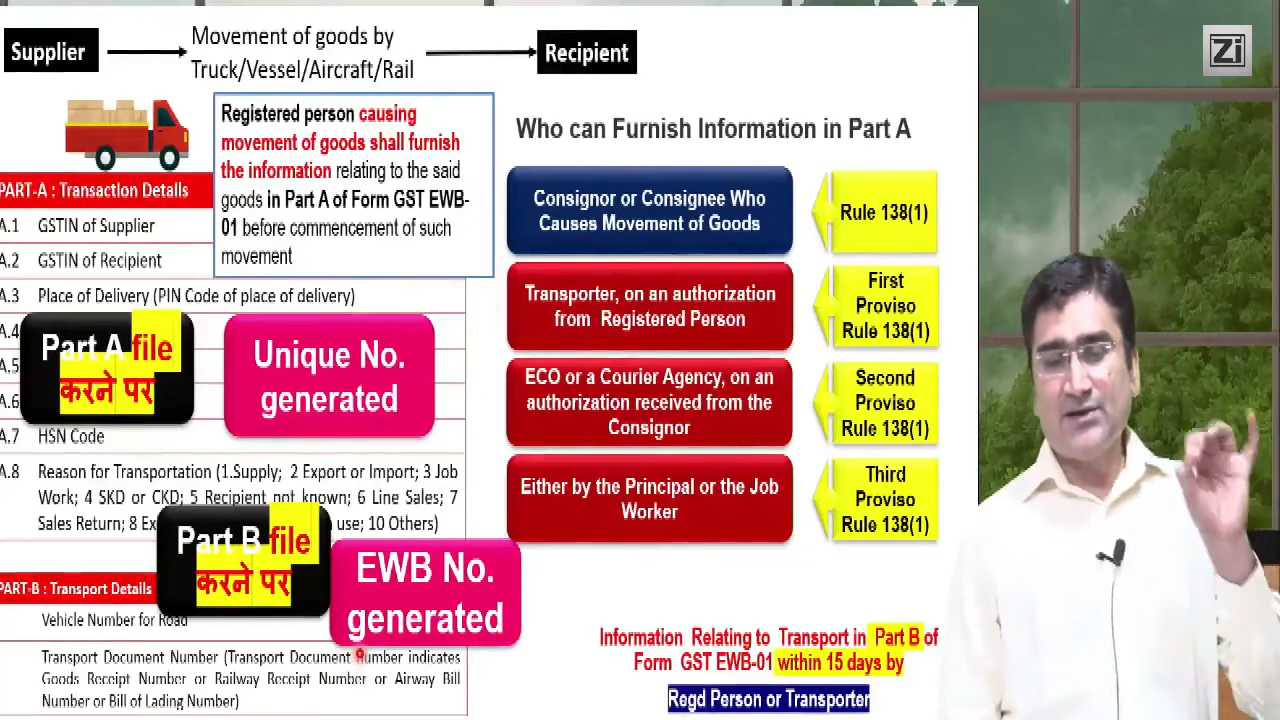 Supplier
Movement of goods by
Truck/Vessel/Aircraft/Rail
Recipient
Zi
Registered person causing
movement of goods shall furnish
the information relating to the said
goods in Part A of Form GST EWB-
01 before commencement of such
movement
PART-A : Transaction Details
A.1 GSTIN of Supplier
A.2 GSTIN of Recipient
A.3 Place of Delivery (PIN Code of place of delivery)
A.4
A.5
A.6
Part A file
करने पर
Unique No.
generated
A.7 HSN Code
A.8 Reason for Transportation (1.Supply; 2 Export or Import; 3 Job
Work; 4 SKD or CKD; 5 Recipient not known; 6 Line Sales; 7
Sales Return; 8 Ex use; 10 Others)
Part B file
करने पर
EWB No.
generated
PART-B : Transport Details
Vehicle Number for Road
Transport Document Number (Transport Document Number indicates
Goods Receipt Number or Railway Receipt Number or Airway Bill
Number or Bill of Lading Number)
Who can Furnish Information in Part A
Consignor or Consignee Who
Causes Movement of Goods
Rule 138(1)
Transporter, on an authorization
from Registered Person
First
Proviso
Rule 138(1)
ECO or a Courier Agency, on an
authorization received from the
Consignor
Second
Proviso
Rule 138(1)
Either by the Principal or the Job
Worker
Third
Proviso
Rule 138(1)
Information Relating to Transport in Part B of
Form GST EWB-01 within 15 days by
Regd Person or Transporter